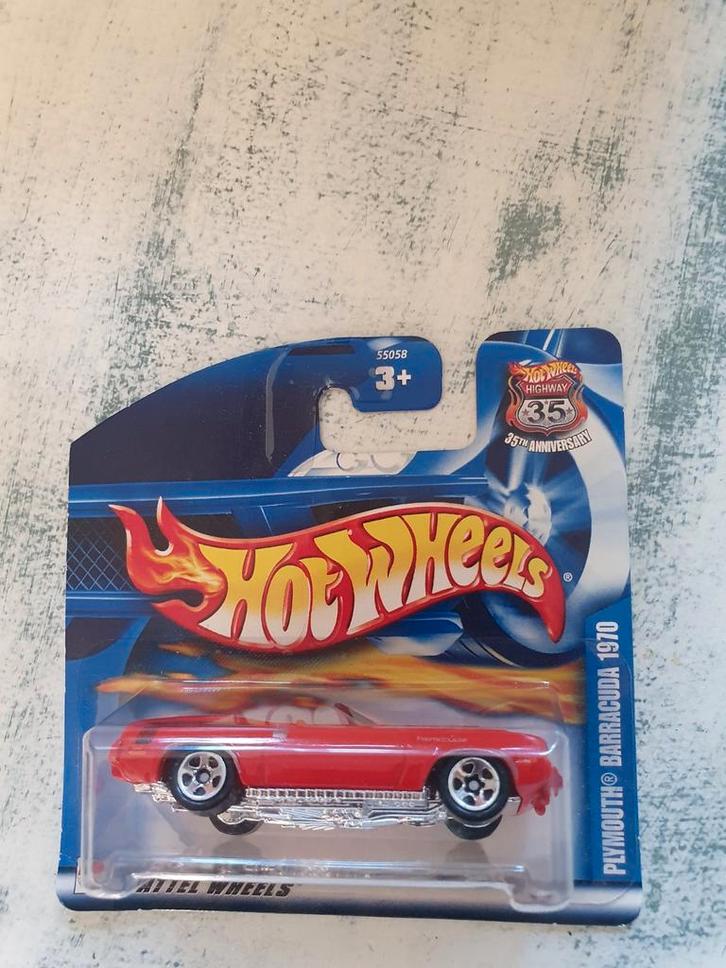 55058
3+
HOT WHEELS
HIGHWAY
35
35TH ANNIVERSARY
HOT WHEELS®
PLYMOUTH® BARRACUDA 1970
ATTEL WHEELS